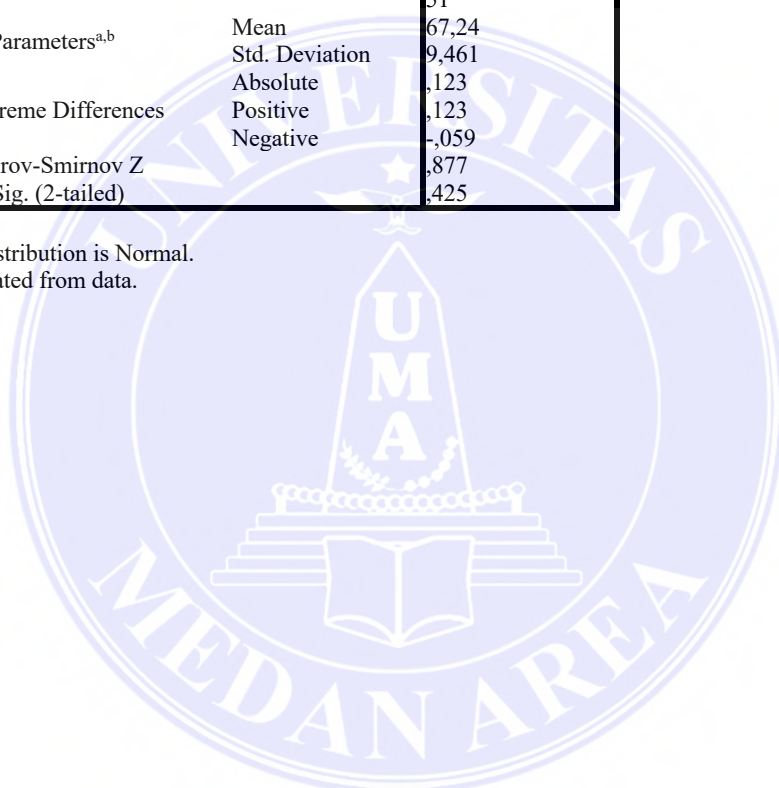 Parameters a,b Mean 67,24
Std. Deviation 9,461
Absolute ,123
reme Differences Positive ,123
Negative -,059
rov-Smirnov Z ,877
Sig. (2-tailed) ,425
stribution is Normal.
ated from data.
UNIVERSITAS
U
M
A
MEDAN AREA